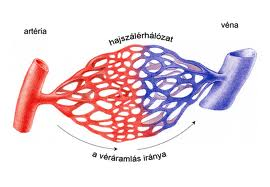 artéria
hajszálérhálózat
véna
a véráramlás iránya